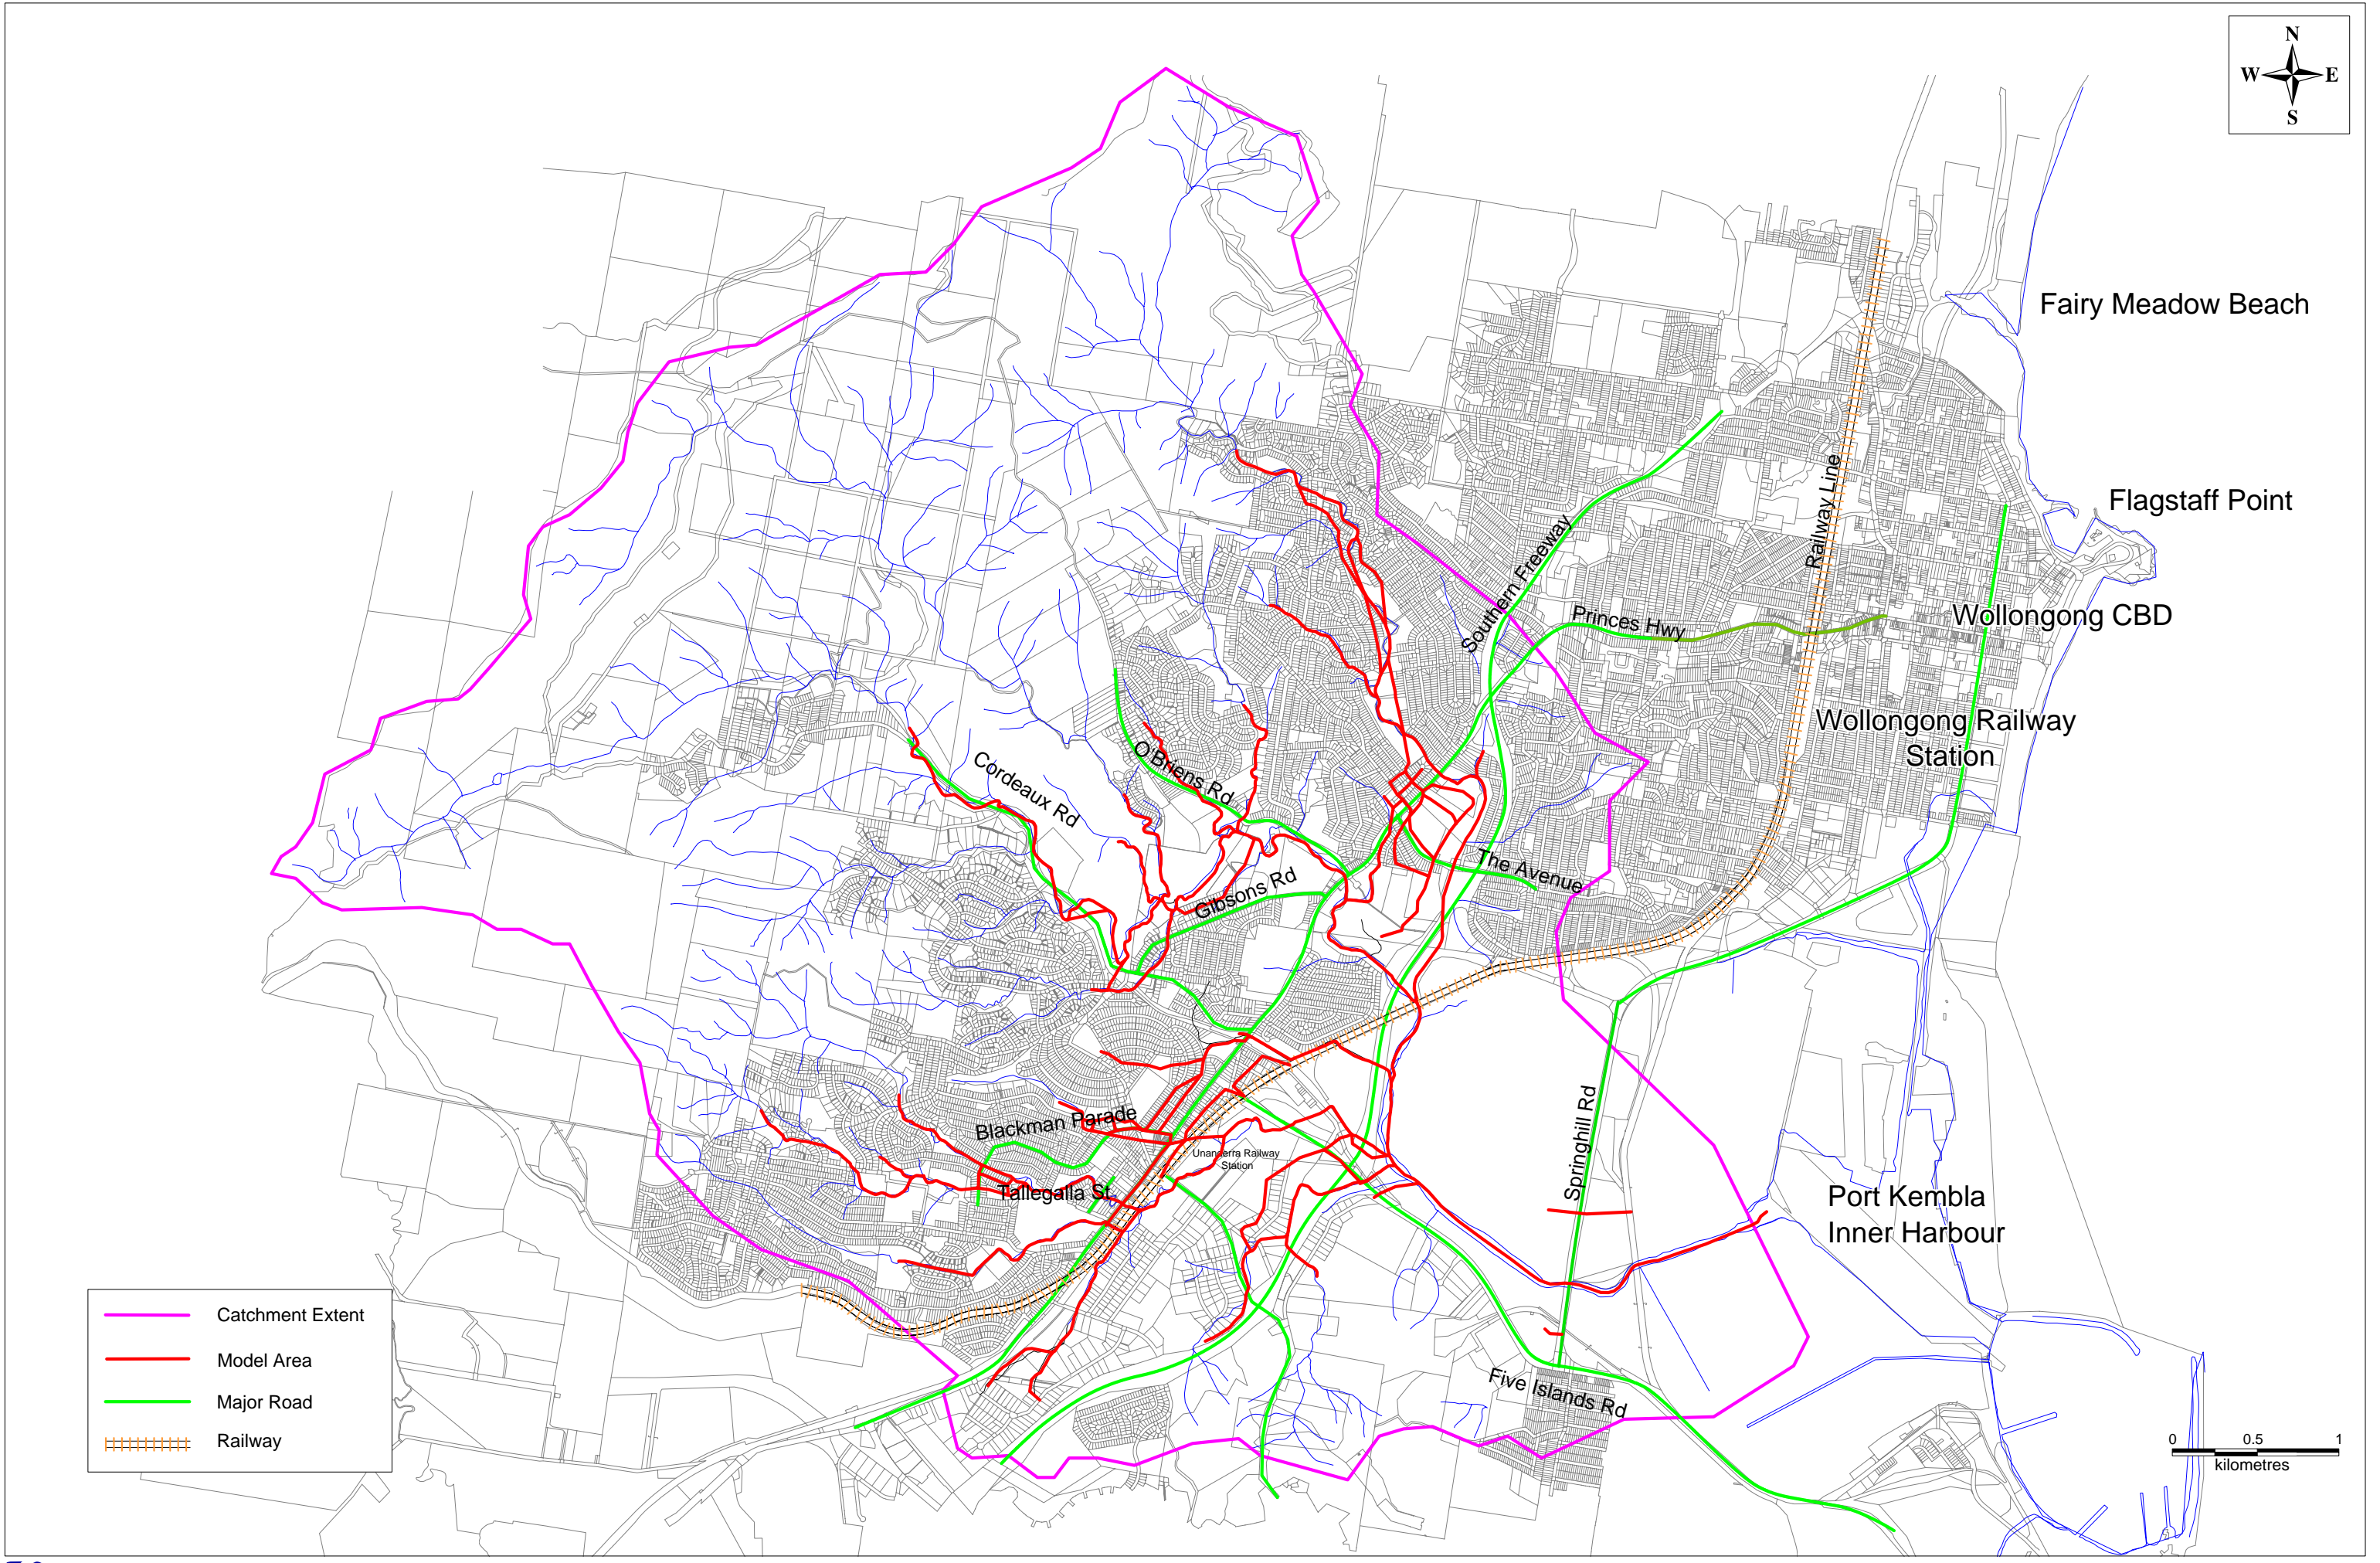 N
W E
S
Fairy Meadow Beach
Flagstaff Point
Southern Freeway
Railway Line
Princes Hwy
Wollongong CBD
Wollongong Railway
Station
Cordeaux Rd
O'Briens Rd
The Avenue
Gibsons Rd
Blackman Parade
Unanderra Railway
Station
Tallegalla St.
Springhill Rd
Port Kembla
Inner Harbour
Five Islands Rd
Catchment Extent
Model Area
Major Road
Railway
0 0.5 1
kilometres